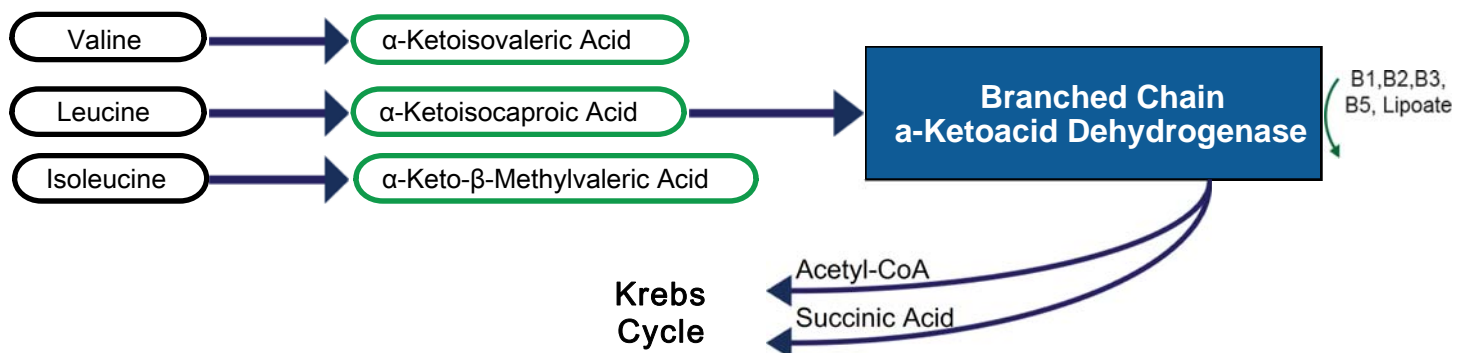 Valine
α-Ketoisovaleric Acid
Leucine
α-Ketoisocaproic Acid
Isoleucine
α-Keto-β-Methylvaleric Acid
Branched Chain
a-Ketoacid Dehydrogenase
B1,B2,B3,
B5, Lipoate
Acetyl-CoA
Succinic Acid
Krebs
Cycle